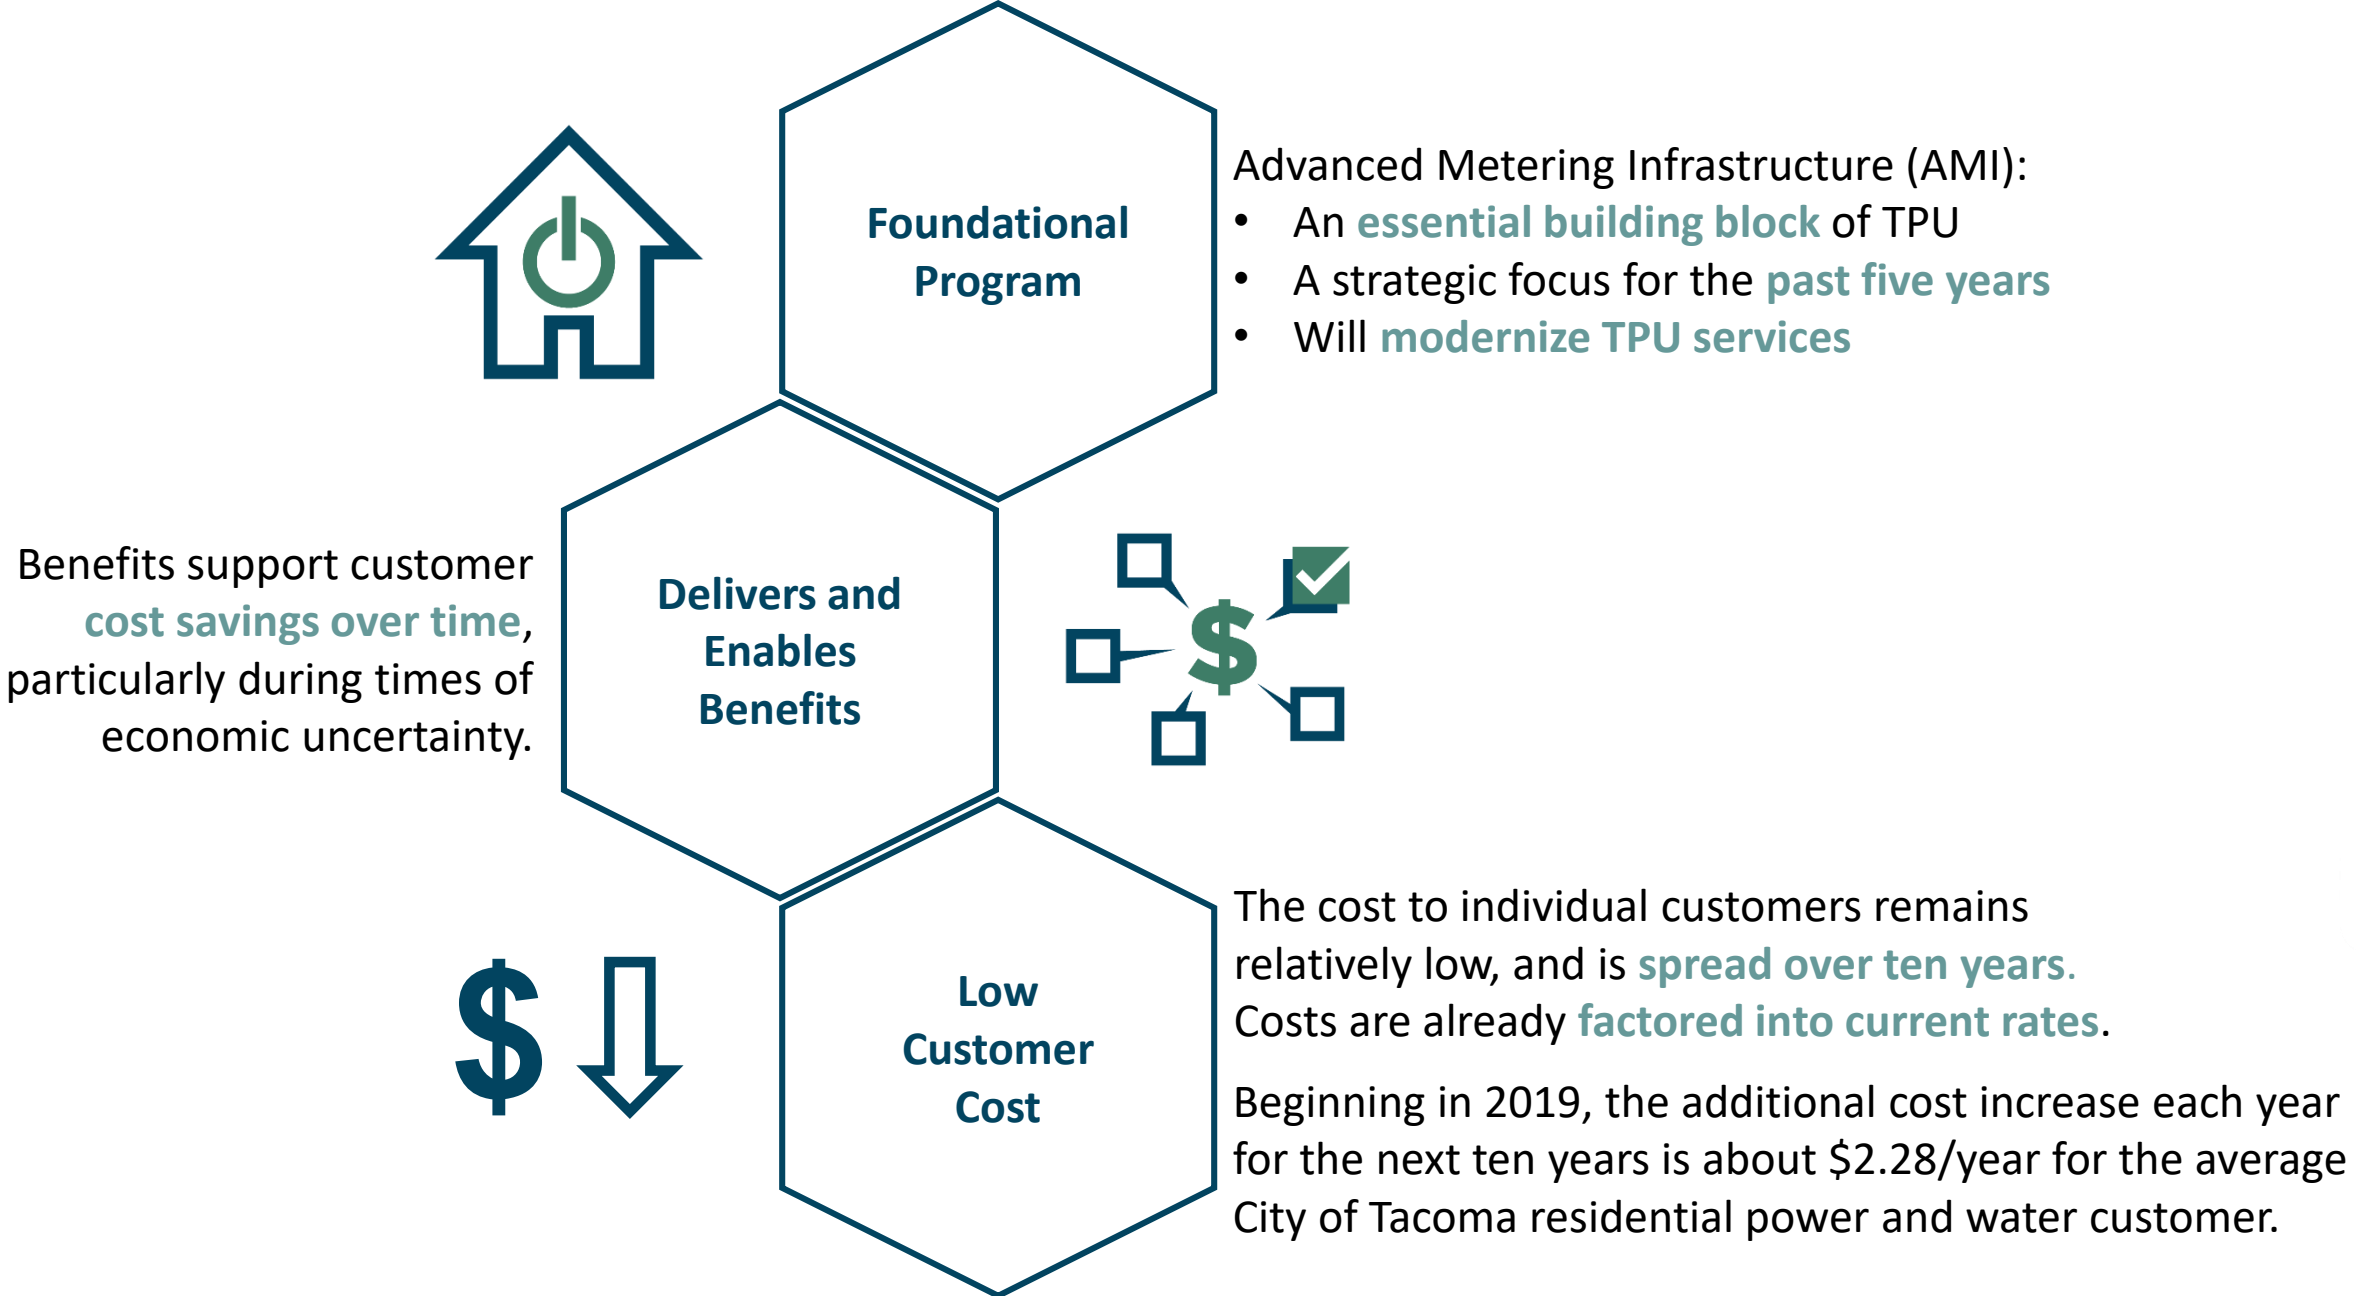 Foundational
Program
Advanced Metering Infrastructure (AMI):
• An essential building block of TPU
• A strategic focus for the past five years
• Will modernize TPU services
Benefits support customer
cost savings over time,
particularly during times of
economic uncertainty.
Delivers and
Enables
Benefits
$
$
Low
Customer
Cost
The cost to individual customers remains
relatively low, and is spread over ten years.
Costs are already factored into current rates.
Beginning in 2019, the additional cost increase each year
for the next ten years is about $2.28/year for the average
City of Tacoma residential power and water customer.